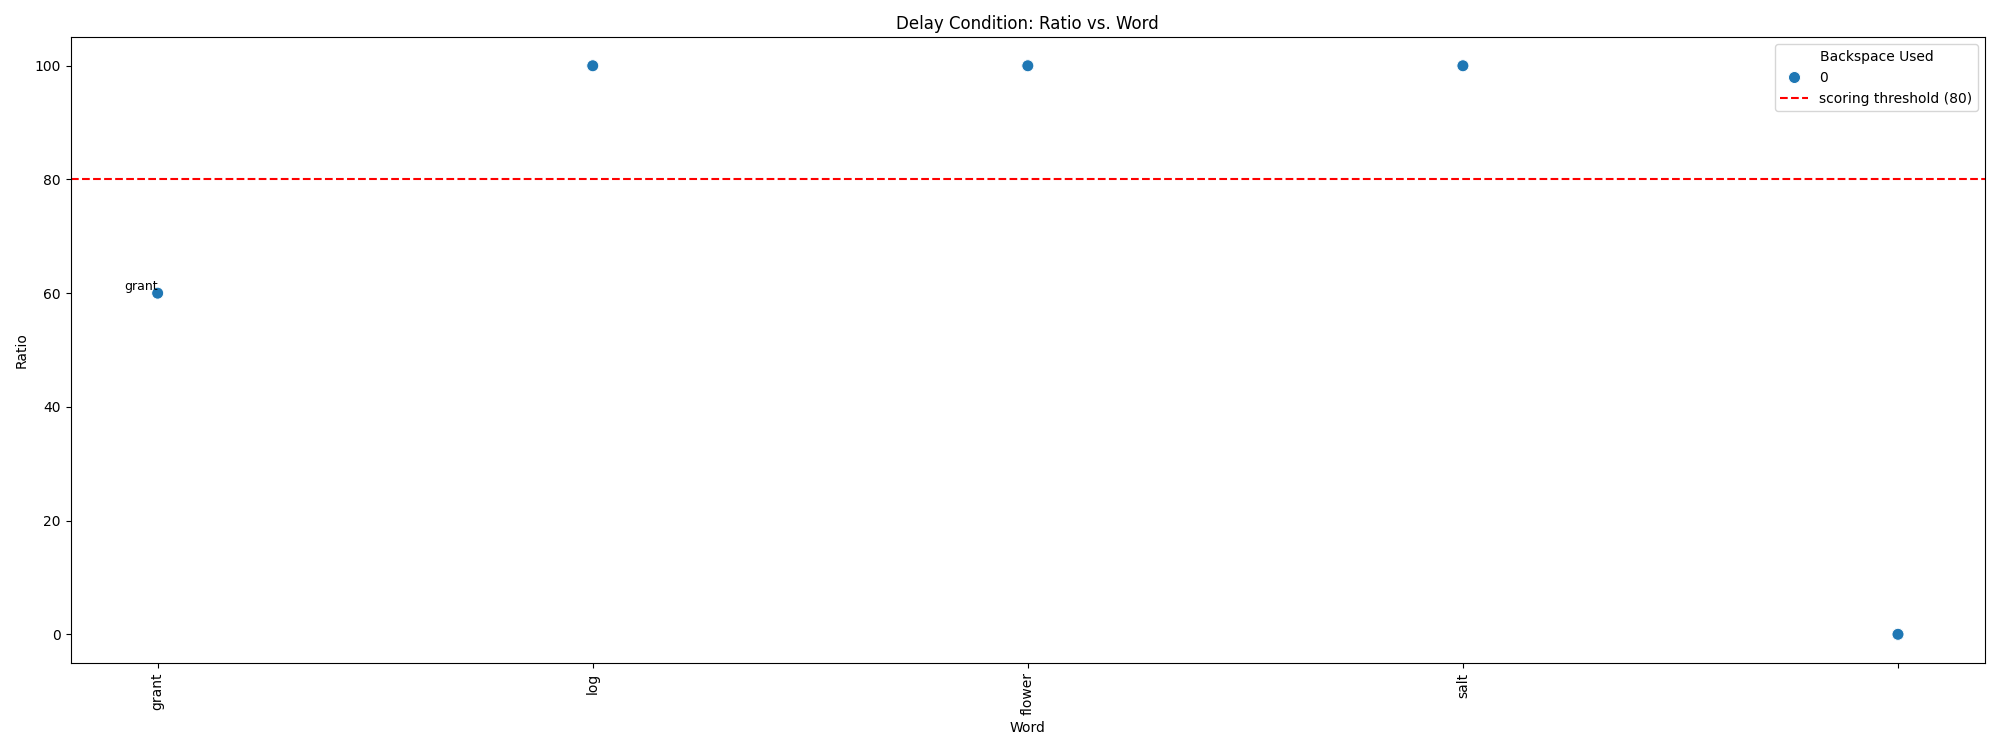 Delay Condition: Ratio vs. Word
Backspace Used
0
scoring threshold (80)
100
80
60
40
20
0
Ratio
grant
grant
log
flower
salt
Word